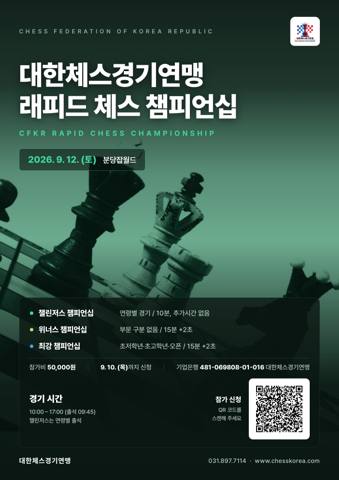 CHESS FEDERATION OF KOREA REPUBLIC
대한체스경기연맹
래피드 체스 챔피언십
CFKR RAPID CHESS CHAMPIONSHIP
2026. 9. 12. (토) 분당잡월드
챌린저스 챔피언십 연령별 경기 / 10분, 추가시간 없음
위너스 챔피언십 부문 구분 없음 / 15분 +2초
최강 챔피언십 초저학년·초고학년·오픈 / 15분 +2초
참가비 50,000원 9. 10. (목)까지 신청 기업은행 481-069808-01-016 대한체스경기연맹
경기 시간
10:00 – 17:00 (출석 09:45)
챌린저스는 연령별 출석
참가 신청
QR 코드를
스캔해 주세요
대한체스경기연맹 031.897.7114 · www.chesskorea.com